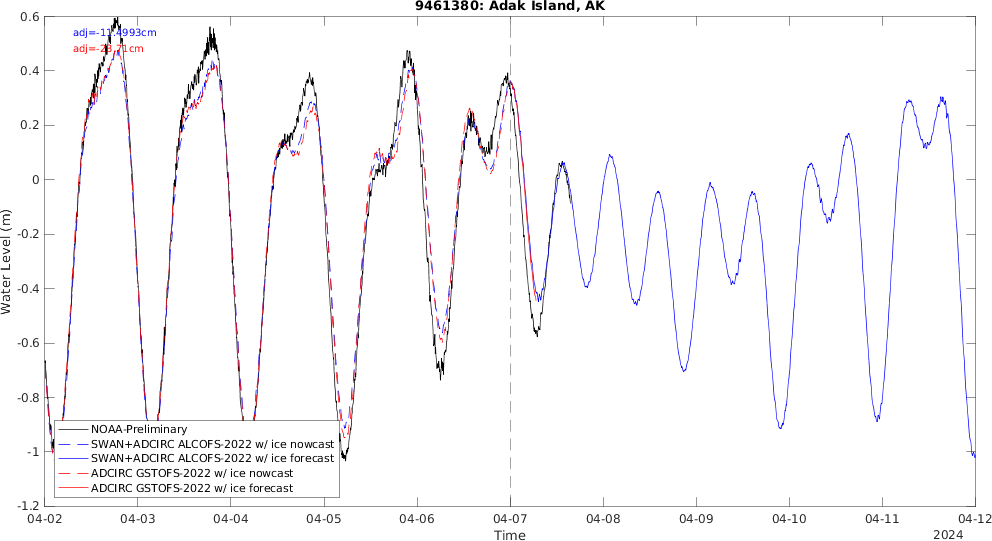 9461380: Adak Island, AK
adj=-11.4993cm
Water Level (m)
0.6
0.4
0.2
0
-0.2
-0.4
-0.6
-0.8
-1
-1.2
NOAA-Preliminary
SWAN+ADCIRC ALCOFS-2022 w/ ice nowcast
SWAN+ADCIRC ALCOFS-2022 w/ ice forecast
ADCIRC GSTOFS-2022 w/ ice nowcast
ADCIRC GSTOFS-2022 w/ ice forecast
04-02 04-03 04-04 04-05 04-06 04-07 04-08 04-09 04-10 04-11 04-12
Time
2024